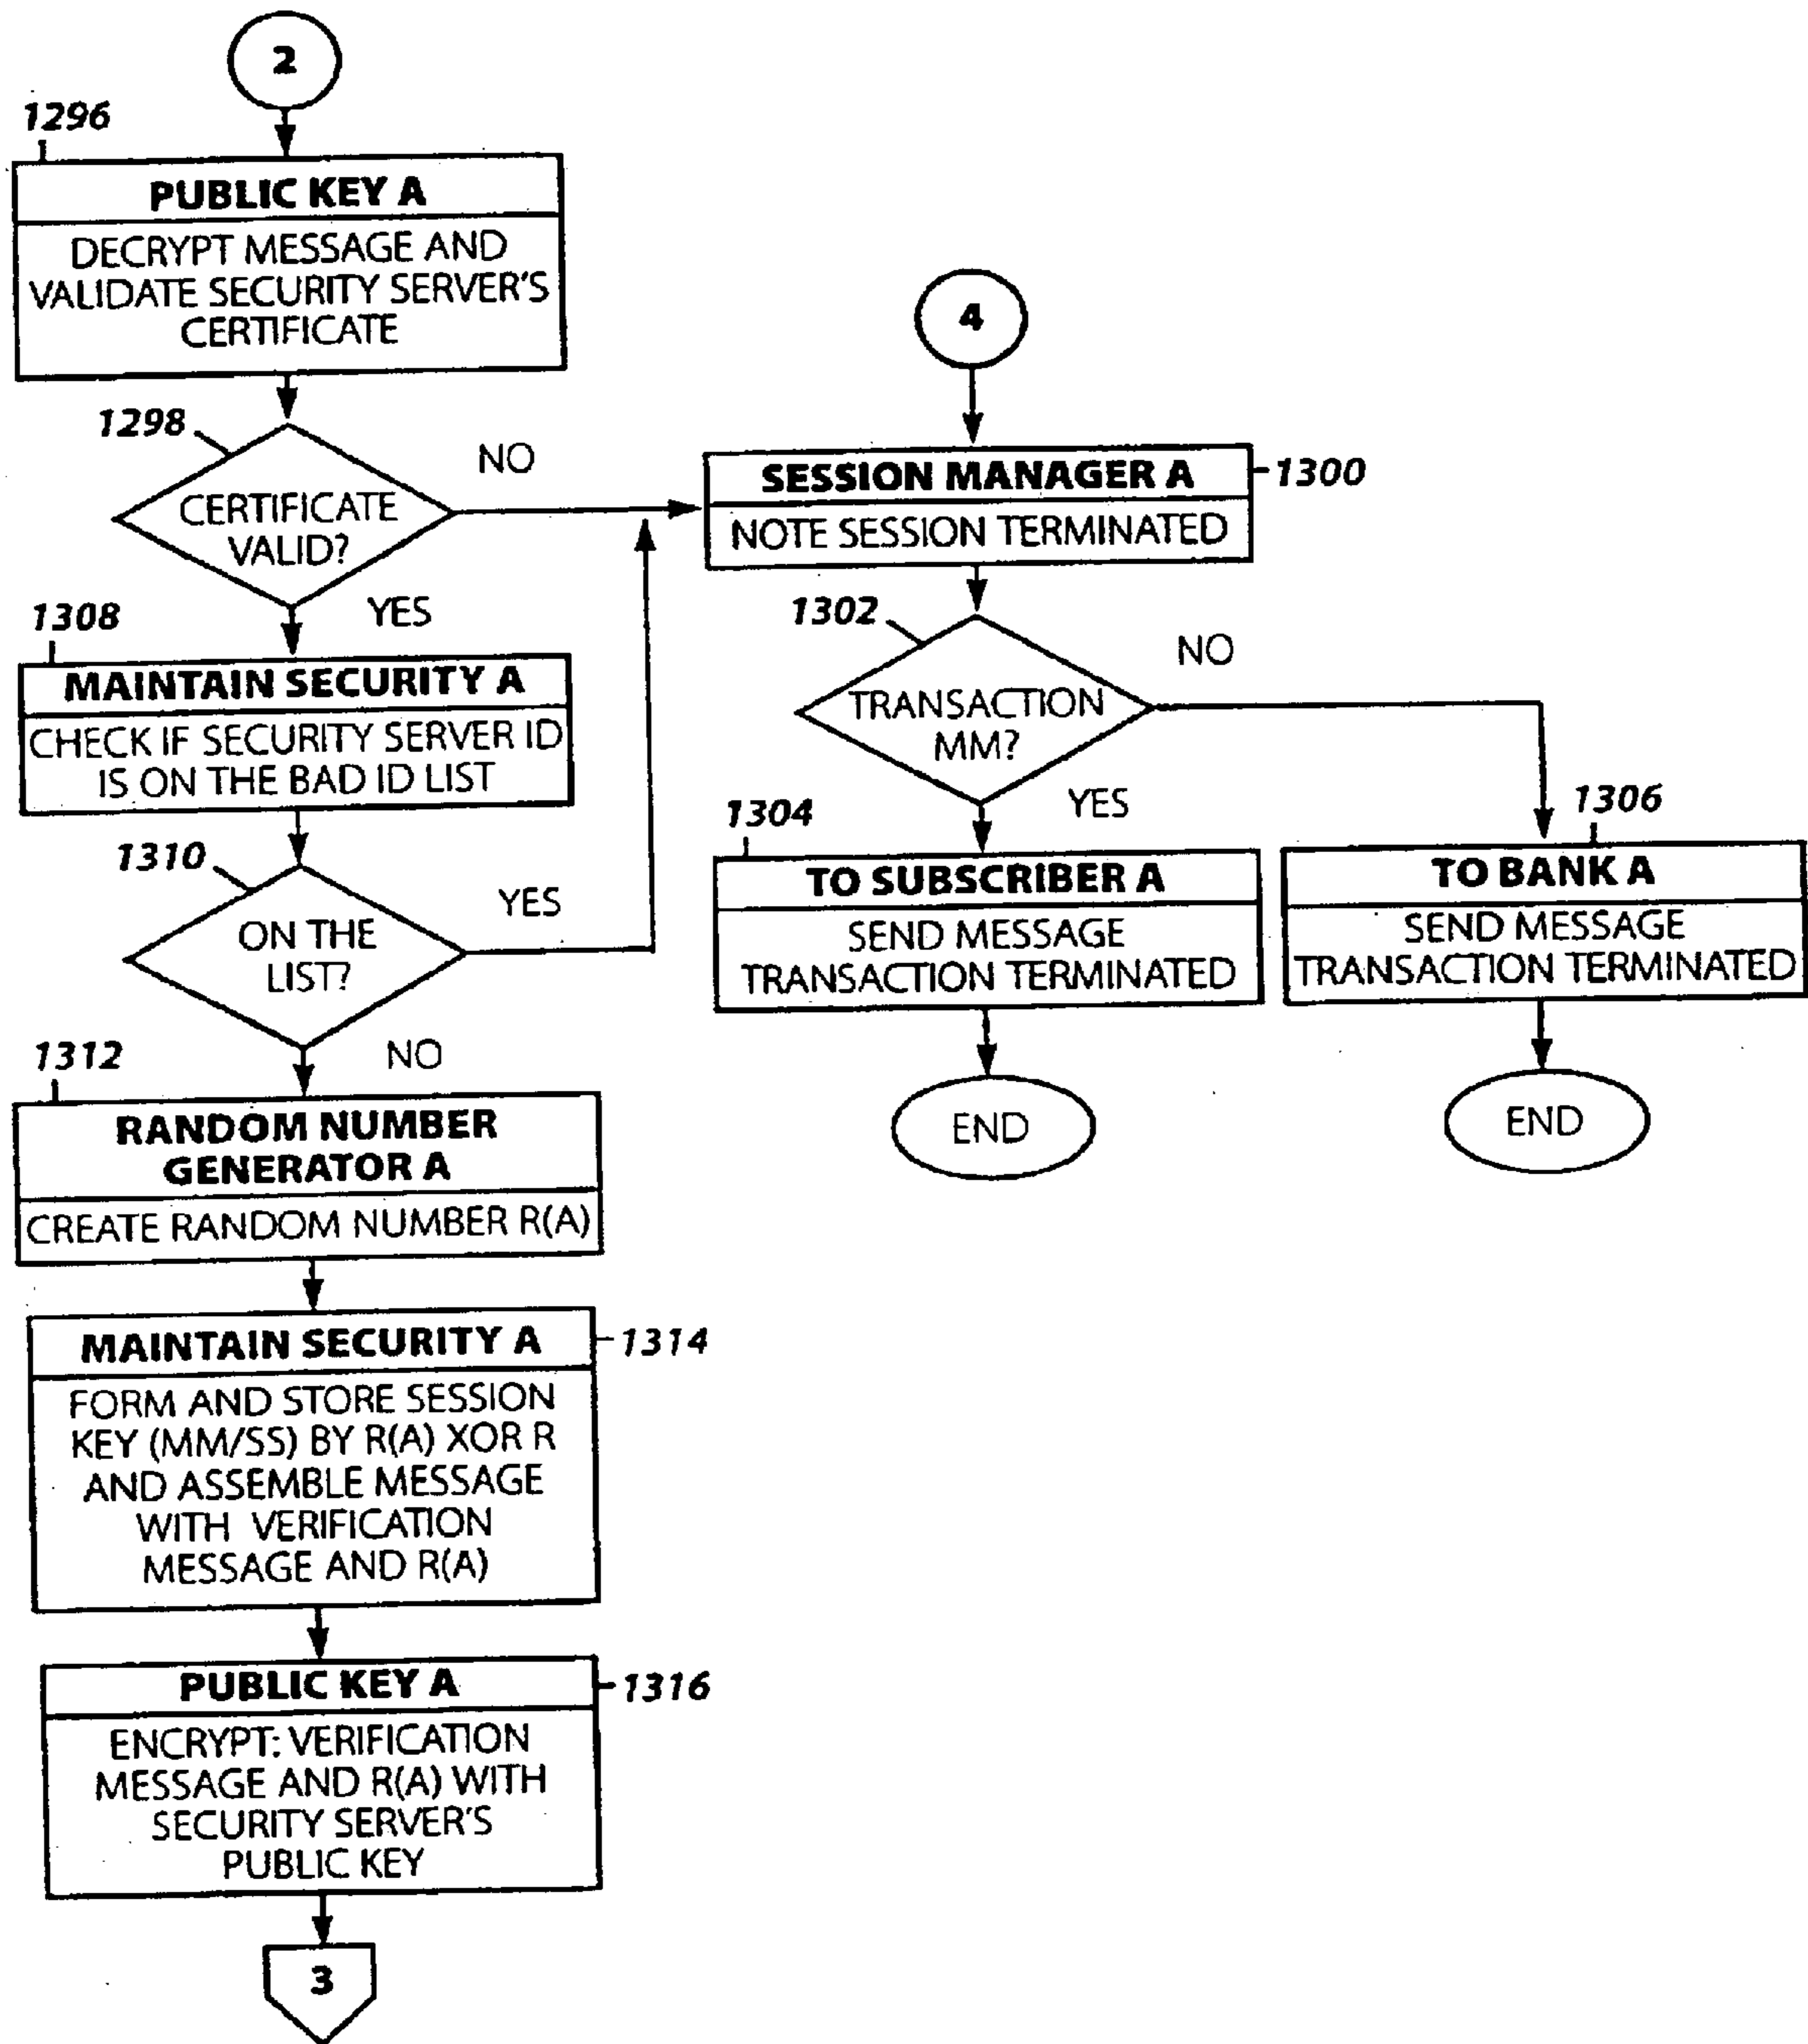 2
1296
PUBLIC KEY A
DECRYPT MESSAGE AND
VALIDATE SECURITY SERVER'S
CERTIFICATE
1298
CERTIFICATE
VALID?
NO
YES
1308
MAINTAIN SECURITY A
CHECK IF SECURITY SERVER ID
IS ON THE BAD ID LIST
1310
ON THE
LIST?
YES
NO
1312
RANDOM NUMBER
GENERATOR A
CREATE RANDOM NUMBER R(A)
MAINTAIN SECURITY A
1314
FORM AND STORE SESSION
KEY (MM/SS) BY R(A) XOR R
AND ASSEMBLE MESSAGE
WITH VERIFICATION
MESSAGE AND R(A)
PUBLIC KEY A
1316
ENCRYPT: VERIFICATION
MESSAGE AND R(A) WITH
SECURITY SERVER'S
PUBLIC KEY
3
4
SESSION MANAGER A
1300
NOTE SESSION TERMINATED
1302
TRANSACTION
MM?
NO
YES
1304
TO SUBSCRIBER A
SEND MESSAGE
TRANSACTION TERMINATED
END
1306
TO BANK A
SEND MESSAGE
TRANSACTION TERMINATED
END